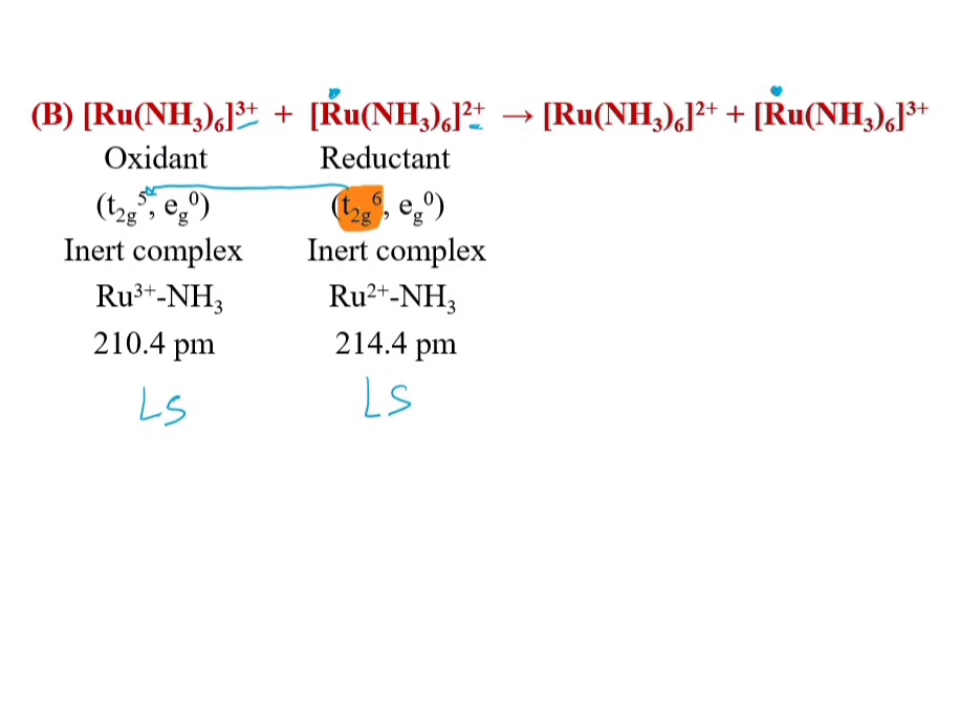 (B) [Ru(NH₃)₆]³⁺ + [Ru(NH₃)₆]²⁺ → [Ru(NH₃)₆]²⁺ + [Ru(NH₃)₆]³⁺
Oxidant Reductant
(t₂g⁵, eg⁰) (t₂g⁶, eg⁰)
Inert complex Inert complex
Ru³⁺-NH₃ Ru²⁺-NH₃
210.4 pm 214.4 pm
LS LS